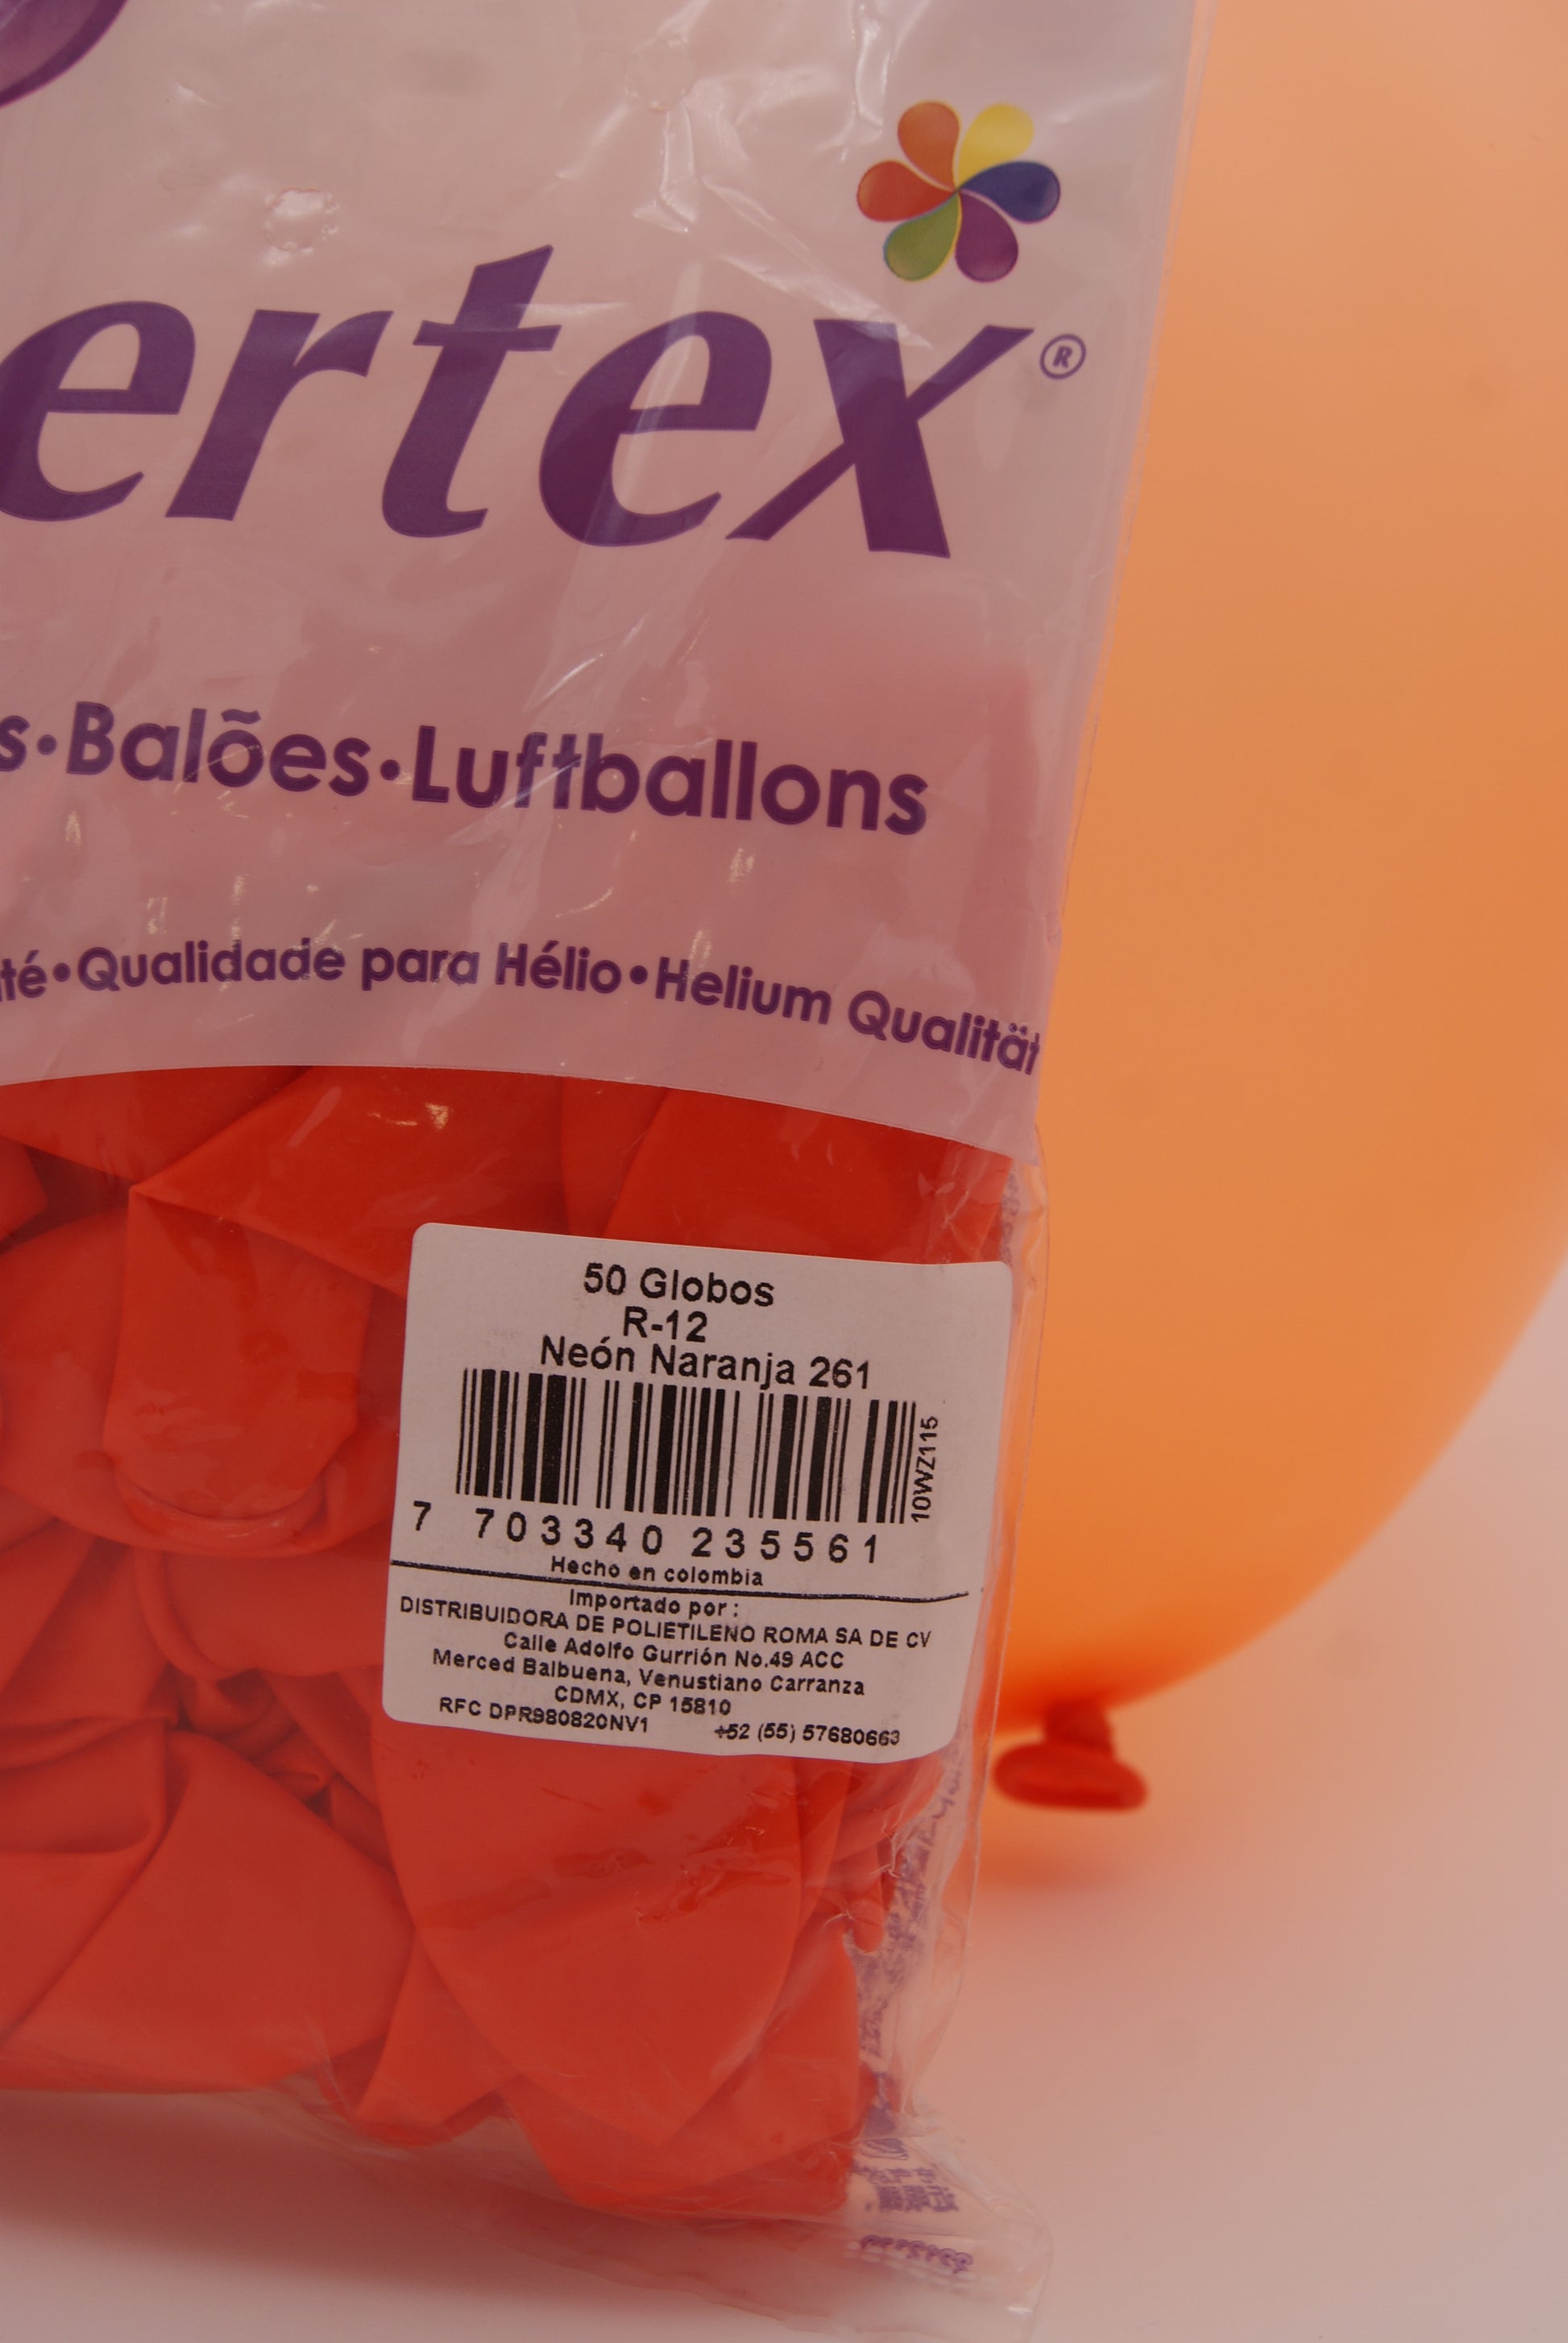 ertex®
s•Balões•Luftballons
té•Qualidade para Hélio•Helium Qualität
50 Globos
R-12
Neón Naranja 261
10WZ115
7 703340 235561
Hecho en colombia
Importado por :
DISTRIBUIDORA DE POLIETILENO ROMA SA DE CV
Calle Adolfo Gurrión No.49 ACC
Merced Balbuena, Venustiano Carranza
CDMX, CP 15810
RFC DPR980820NV1 +52 (55) 57680663